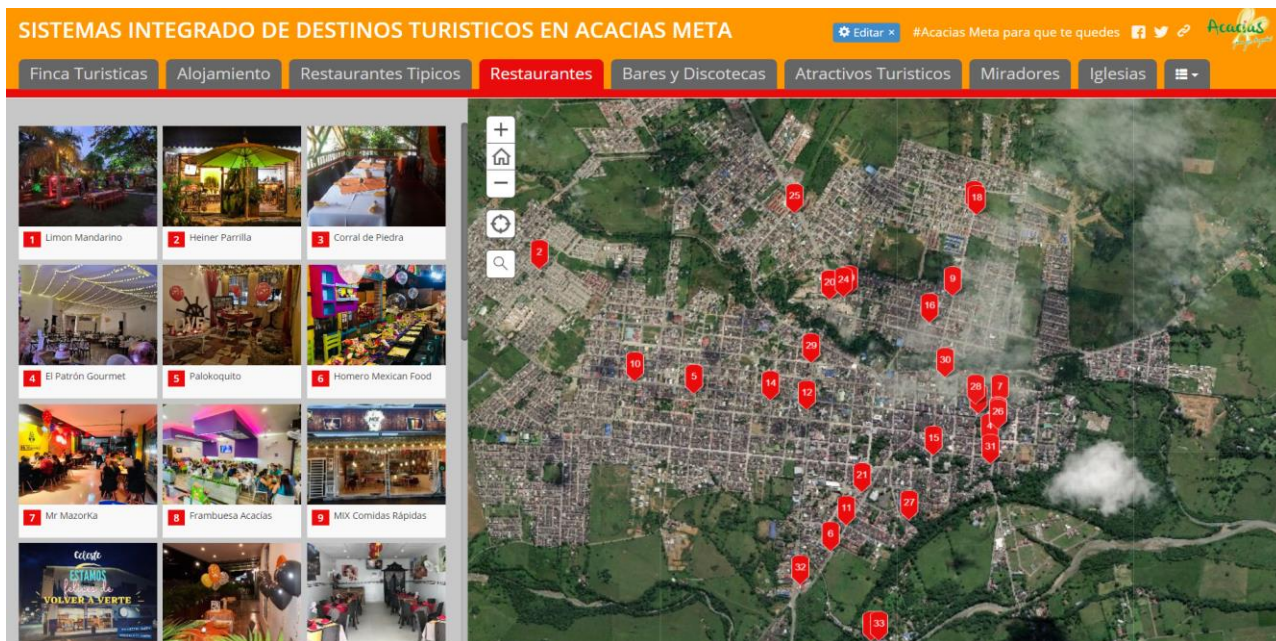 SISTEMAS INTEGRADO DE DESTINOS TURISTICOS EN ACACIAS META
Editar ×
#Acacias Meta para que te quedes
Acacias
Finca Turisticas
Alojamiento
Restaurantes Tipicos
Restaurantes
Bares y Discotecas
Atractivos Turisticos
Miradores
Iglesias
1 Limon Mandarino
2 Heiner Parrilla
3 Corral de Piedra
4 El Patrón Gourmet
5 Palokoquito
6 Homero Mexican Food
7 Mr MazorKa
8 Frambuesa Acacías
9 MIX Comidas Rápidas
Celeste
ESTAMOS
felices de
VOLVER A VERTE
25
18
2
20
24
9
16
29
30
10
5
14
12
28
7
26
4
15
31
21
11
27
6
32
33